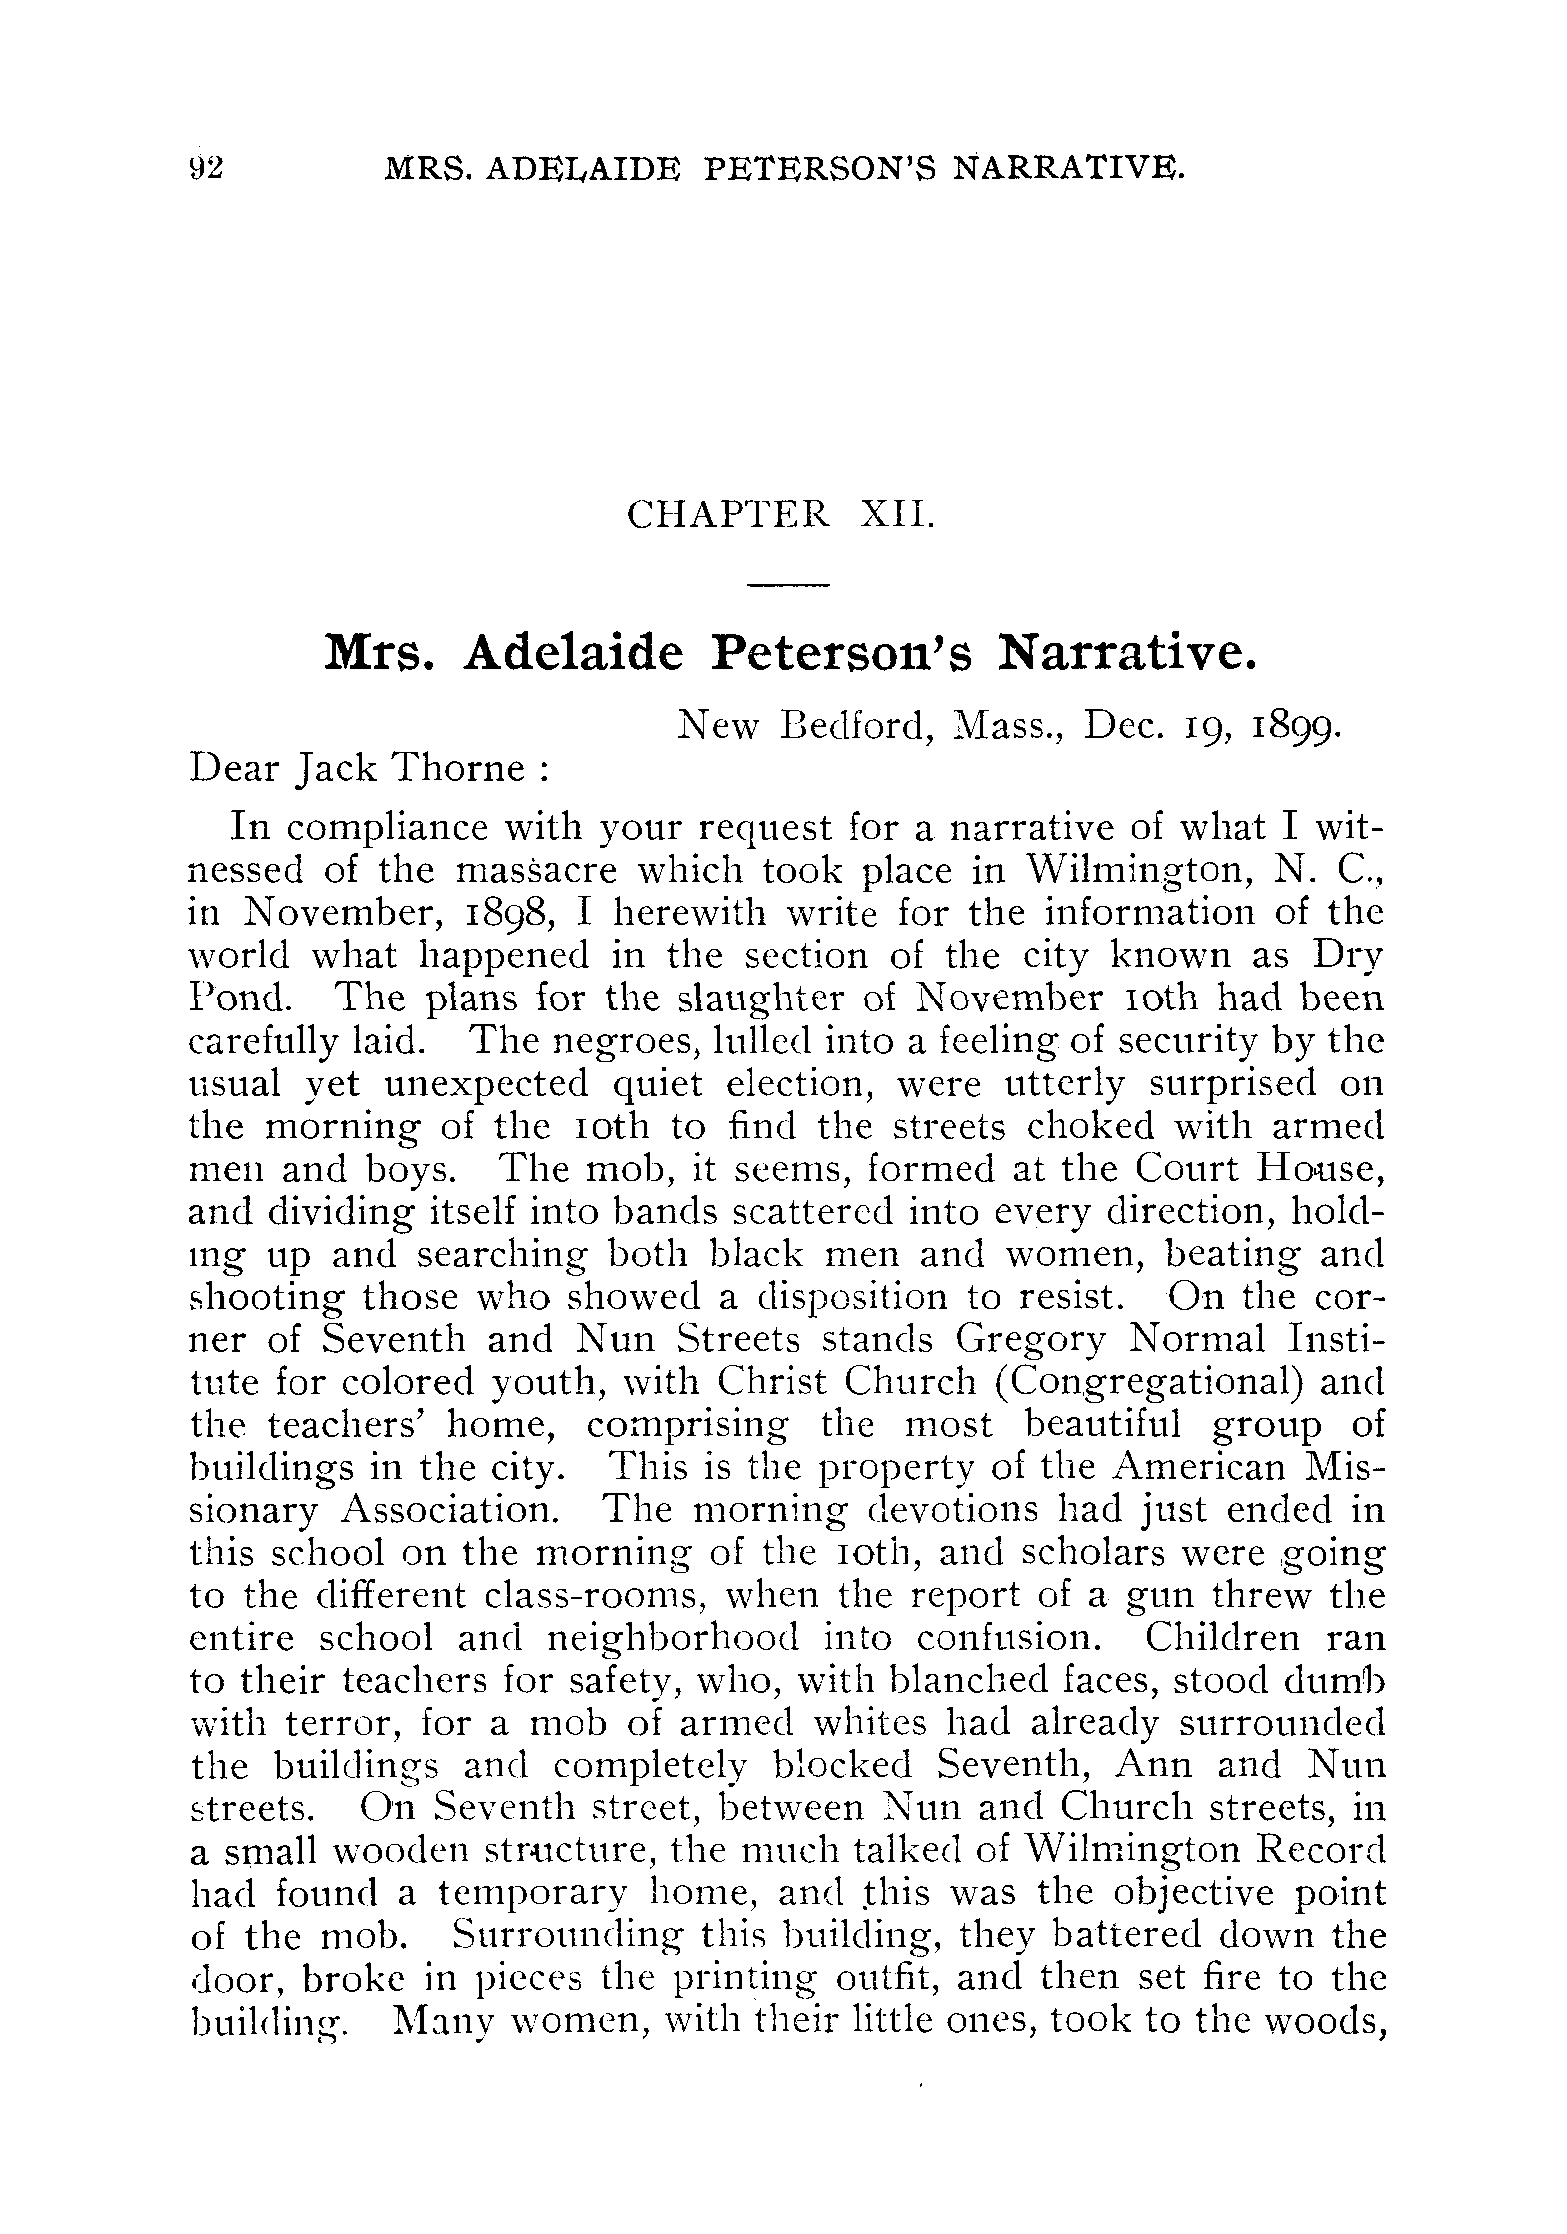 92 MRS. ADELAIDE PETERSON'S NARRATIVE.
CHAPTER XII.
Mrs. Adelaide Peterson's Narrative.
New Bedford, Mass., Dec. 19, 1899.
Dear Jack Thorne :
In compliance with your request for a narrative of what I wit-
nessed of the massacre which took place in Wilmington, N. C.,
in November, 1898, I herewith write for the information of the
world what happened in the section of the city known as Dry
Pond. The plans for the slaughter of November 10th had been
carefully laid. The negroes, lulled into a feeling of security by the
usual yet unexpected quiet election, were utterly surprised on
the morning of the 10th to find the streets choked with armed
men and boys. The mob, it seems, formed at the Court House,
and dividing itself into bands scattered into every direction, hold-
ing up and searching both black men and women, beating and
shooting those who showed a disposition to resist. On the cor-
ner of Seventh and Nun Streets stands Gregory Normal Insti-
tute for colored youth, with Christ Church (Congregational) and
the teachers' home, comprising the most beautiful group of
buildings in the city. This is the property of the American Mis-
sionary Association. The morning devotions had just ended in
this school on the morning of the 10th, and scholars were going
to the different class-rooms, when the report of a gun threw the
entire school and neighborhood into confusion. Children ran
to their teachers for safety, who, with blanched faces, stood dumb
with terror, for a mob of armed whites had already surrounded
the buildings and completely blocked Seventh, Ann and Nun
streets. On Seventh street, between Nun and Church streets, in
a small wooden structure, the much talked of Wilmington Record
had found a temporary home, and this was the objective point
of the mob. Surrounding this building, they battered down the
door, broke in pieces the printing outfit, and then set fire to the
building. Many women, with their little ones, took to the woods,